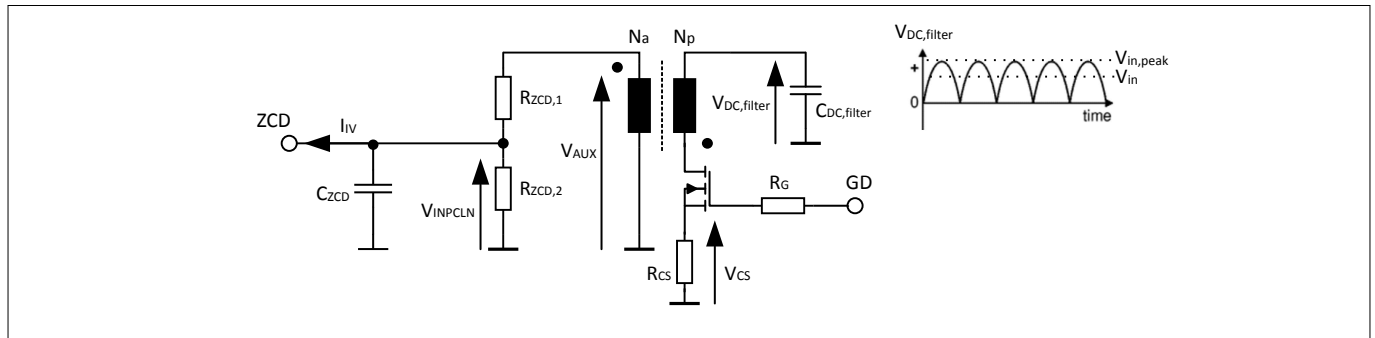 Na Np
VDC,filter
Vin,peak
Vin
+
0
time
RZCD,1
ZCD IIV
VDC,filter CDC,filter
VAUX
CZCD
RZCD,2
VINPCLN
RG GD
RCS VCS